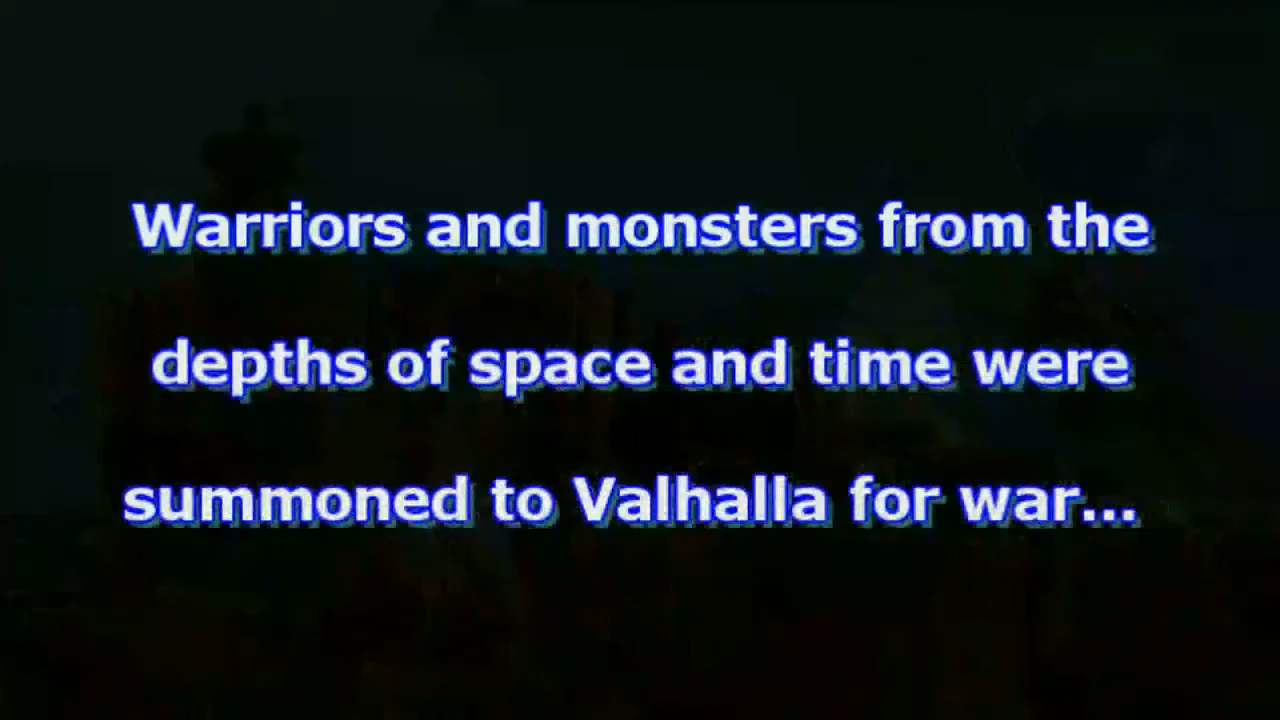 Warriors and monsters from the
depths of space and time were
summoned to Valhalla for war...